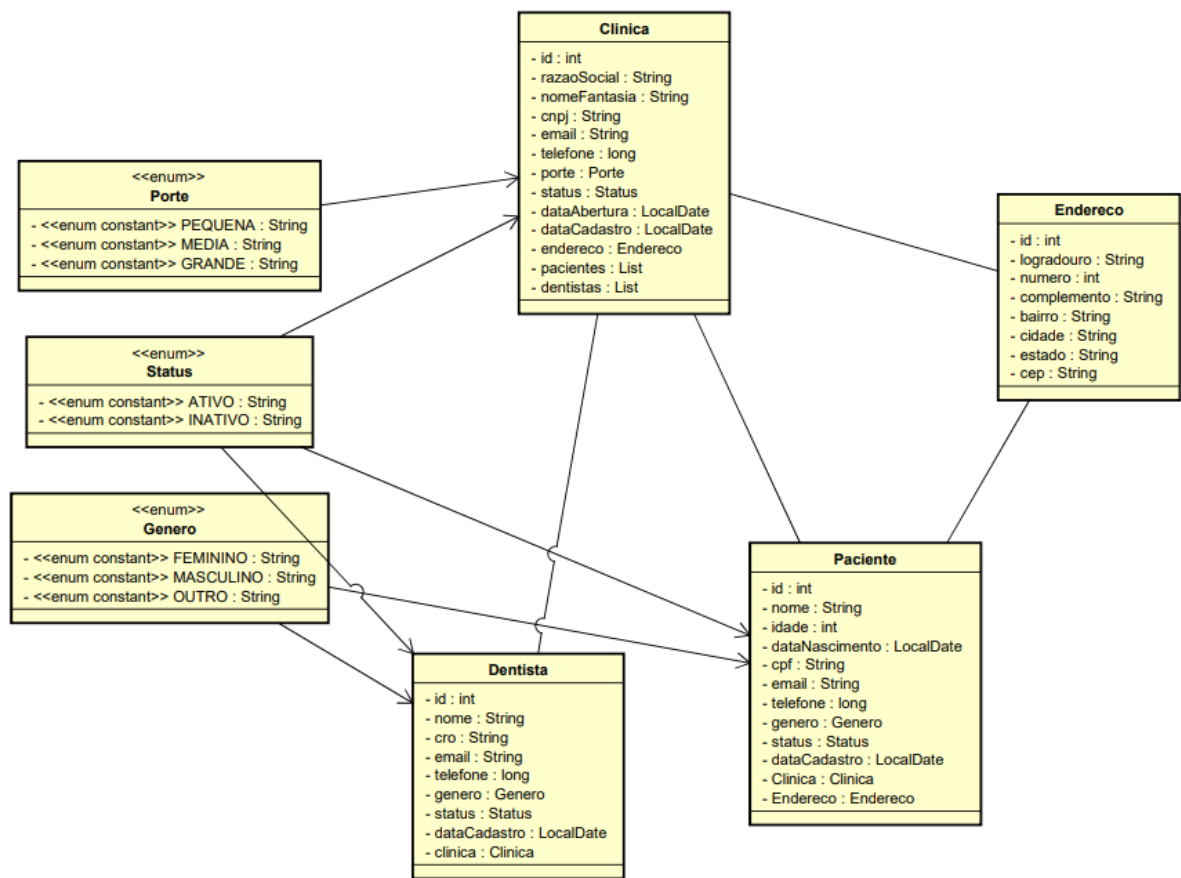 Clinica
- id : int
- razaoSocial : String
- nomeFantasia : String
- cnpj : String
- email : String
- telefone : long
- porte : Porte
- status : Status
- dataAbertura : LocalDate
- dataCadastro : LocalDate
- endereco : Endereco
- pacientes : List
- dentistas : List
<<enum>>
Porte
- <<enum constant>> PEQUENA : String
- <<enum constant>> MEDIA : String
- <<enum constant>> GRANDE : String
Endereco
- id : int
- logradouro : String
- numero : int
- complemento : String
- bairro : String
- cidade : String
- estado : String
- cep : String
<<enum>>
Status
- <<enum constant>> ATIVO : String
- <<enum constant>> INATIVO : String
<<enum>>
Genero
- <<enum constant>> FEMININO : String
- <<enum constant>> MASCULINO : String
- <<enum constant>> OUTRO : String
Paciente
- id : int
- nome : String
- idade : int
- dataNascimento : LocalDate
- cpf : String
- email : String
- telefone : long
- genero : Genero
- status : Status
- dataCadastro : LocalDate
- Clinica : Clinica
- Endereco : Endereco
Dentista
- id : int
- nome : String
- cro : String
- email : String
- telefone : long
- genero : Genero
- status : Status
- dataCadastro : LocalDate
- clinica : Clinica